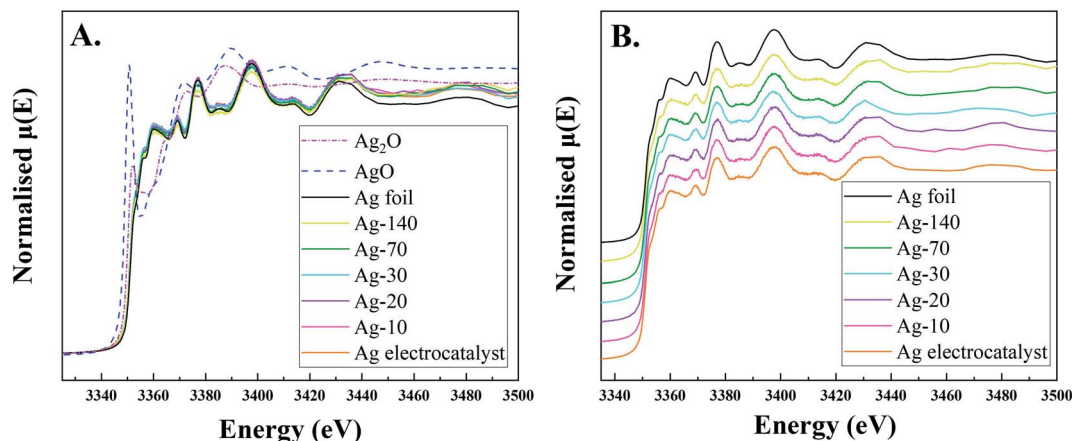 A.
Normalised μ(E)
Ag₂O
AgO
Ag foil
Ag-140
Ag-70
Ag-30
Ag-20
Ag-10
Ag electrocatalyst
3340 3360 3380 3400 3420 3440 3460 3480 3500
Energy (eV)
B.
Normalised μ(E)
Ag foil
Ag-140
Ag-70
Ag-30
Ag-20
Ag-10
Ag electrocatalyst
3340 3360 3380 3400 3420 3440 3460 3480 3500
Energy (eV)